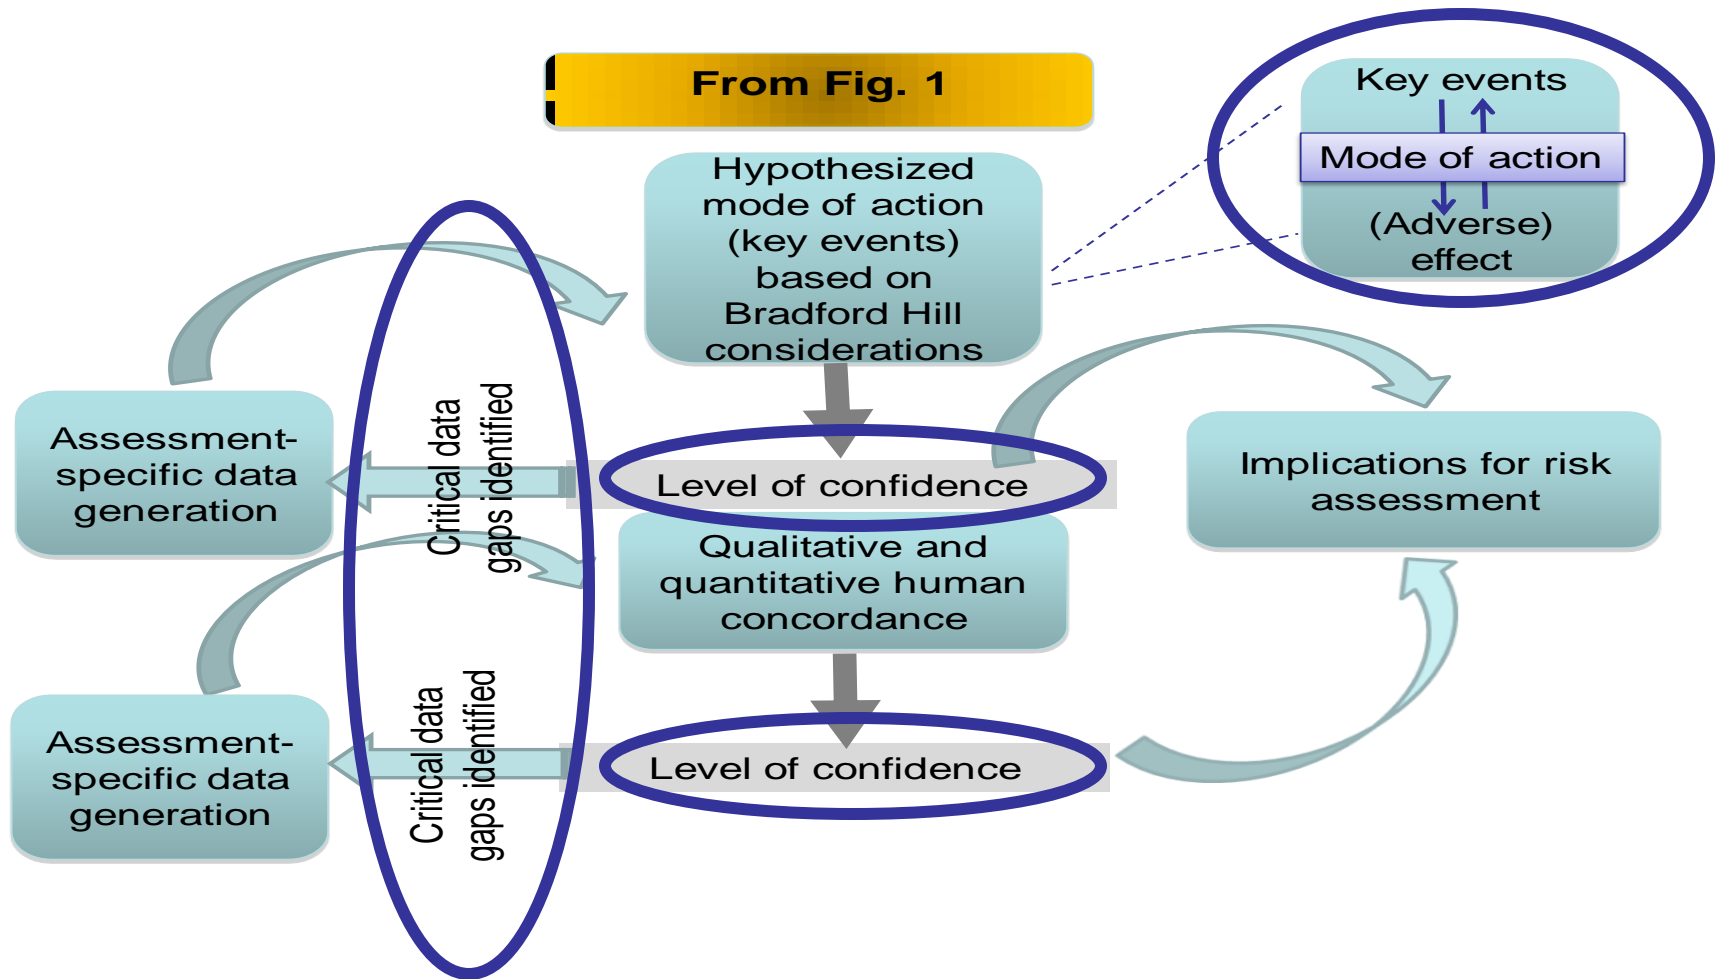 From Fig. 1
Key events
Mode of action
(Adverse)
effect
Hypothesized
mode of action
(key events)
based on
Bradford Hill
considerations
Assessment-
specific data
generation
Critical data
gaps identified
Level of confidence
Implications for risk
assessment
Qualitative and
quantitative human
concordance
Assessment-
specific data
generation
Critical data
gaps identified
Level of confidence